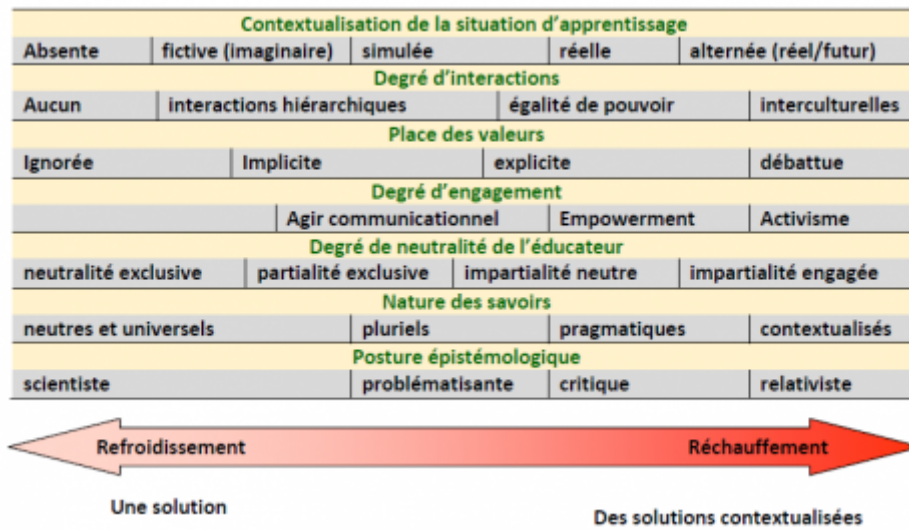 Contextualisation de la situation d'apprentissage
Absente fictive (imaginaire) simulée réelle alternée (réel/futur)
Degré d'interactions
Aucun interactions hiérarchiques égalité de pouvoir interculturelles
Place des valeurs
Ignorée Implicite explicite débattue
Degré d'engagement
Agir communicationnel Empowerment Activisme
Degré de neutralité de l'éducateur
neutralité exclusive partialité exclusive impartialité neutre impartialité engagée
Nature des savoirs
neutres et universels pluriels pragmatiques contextualisés
Posture épistémologique
scientiste problématisante critique relativiste
Refroidissement Réchauffement
Une solution
Des solutions contextualisées